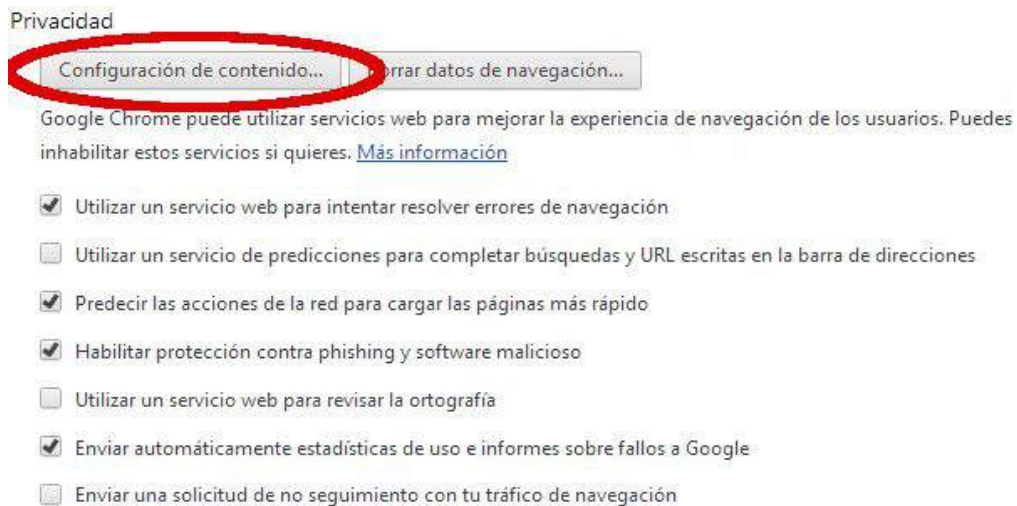 Privacidad
Configuración de contenido... orrar datos de navegación...
Google Chrome puede utilizar servicios web para mejorar la experiencia de navegación de los usuarios. Puedes
inhabilitar estos servicios si quieres. Más información
Utilizar un servicio web para intentar resolver errores de navegación
Utilizar un servicio de predicciones para completar búsquedas y URL escritas en la barra de direcciones
Predecir las acciones de la red para cargar las páginas más rápido
Habilitar protección contra phishing y software malicioso
Utilizar un servicio web para revisar la ortografía
Enviar automáticamente estadísticas de uso e informes sobre fallos a Google
Enviar una solicitud de no seguimiento con tu tráfico de navegación